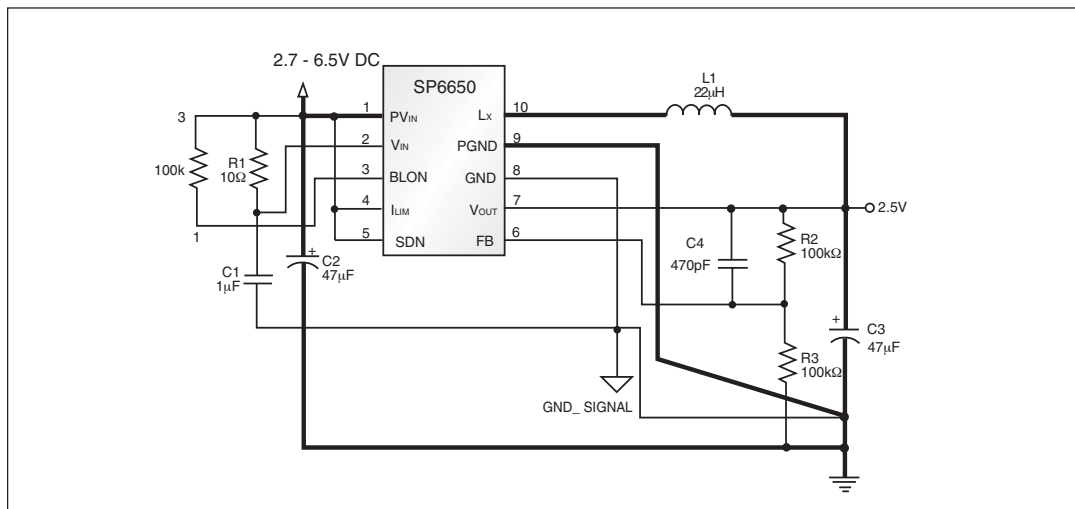 2.7 - 6.5V DC
SP6650
L1
22µH
3
1
PVIN
LX
10
100k
R1
10Ω
2
VIN
PGND
9
3
BLON
GND
8
4
ILIM
VOUT
7
2.5V
1
5
SDN
FB
6
C1
1µF
C2
47µF
+
C4
470pF
R2
100kΩ
+
C3
47µF
R3
100kΩ
GND_ SIGNAL